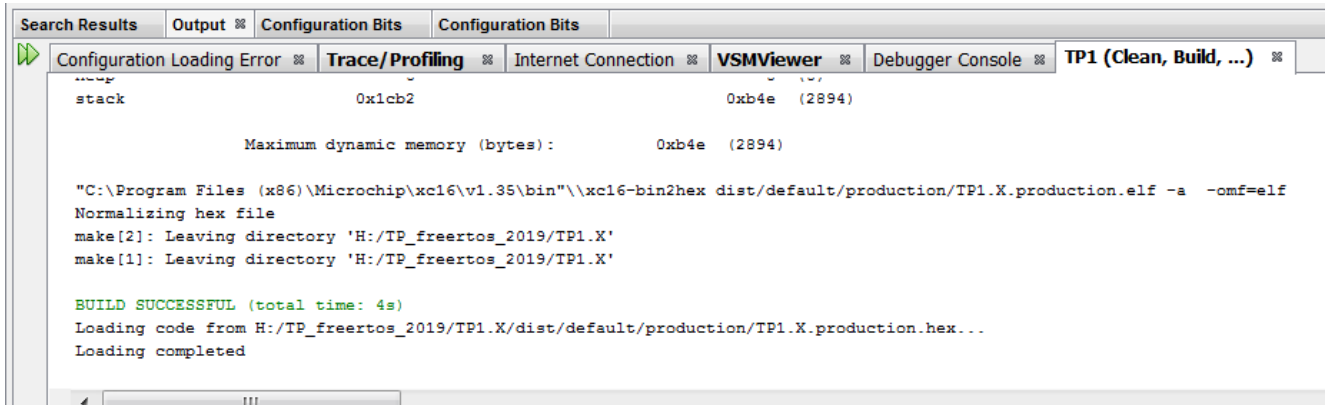 Search Results Output Configuration Bits Configuration Bits
Configuration Loading Error Trace/Profiling Internet Connection VSMViewer Debugger Console TP1 (Clean, Build, ...)
stack 0x1cb2 0xb4e (2894)
Maximum dynamic memory (bytes): 0xb4e (2894)
"C:\Program Files (x86)\Microchip\xc16\v1.35\bin"\\xc16-bin2hex dist/default/production/TP1.X.production.elf -a -omf=elf
Normalizing hex file
make[2]: Leaving directory 'H:/TP_freertos_2019/TP1.X'
make[1]: Leaving directory 'H:/TP_freertos_2019/TP1.X'
BUILD SUCCESSFUL (total time: 4s)
Loading code from H:/TP_freertos_2019/TP1.X/dist/default/production/TP1.X.production.hex...
Loading completed